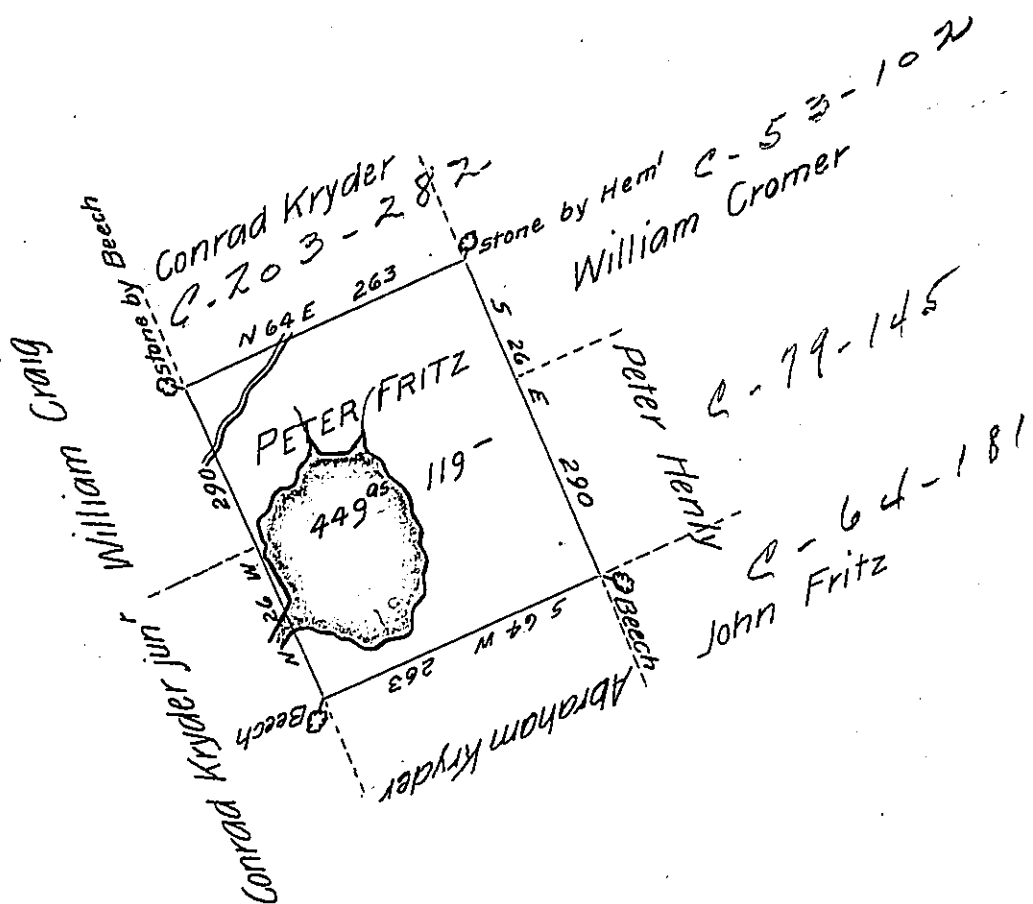 Conrad Kryder
C-203-282
stone by Hem' C-53-102
William Cromer
stone by Beech
N 64 E 263
William Craig
PETER FRITZ
449as 119-
S 26 E 290
Peter Henky
C-79-145
N 26 W 290
C-64-181
John Fritz
Beech
S 64 W 263
Beech
Abraham Kryder
Conrad Kryder junr